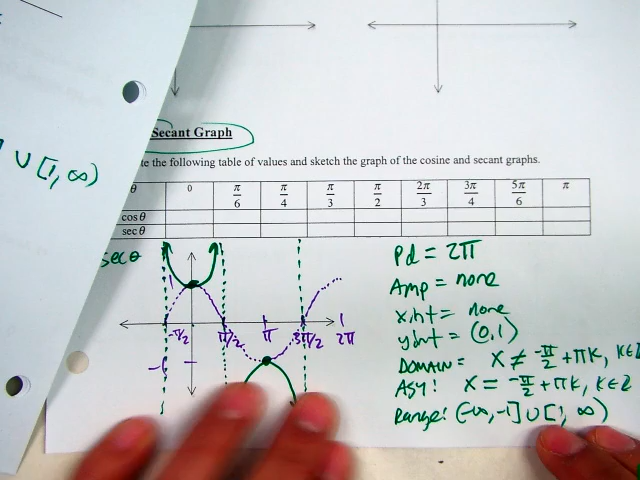 U [1, ∞)
Secant Graph
te the following table of values and sketch the graph of the cosine and secant graphs.
θ 0 π/6 π/4 π/3 π/2 2π/3 3π/4 5π/6 π
cos θ
sec θ
sec θ
1
-π/2 π/2 π 3π/2 2π
-1
Pd = 2π
Amp = none
x.int = none
y.int = (0,1)
DOMAIN = X ≠ -π/2 + πk, k∈Z
ASY: X = -π/2 + πk, k∈Z
Range: (-∞, -1] U [1, ∞)